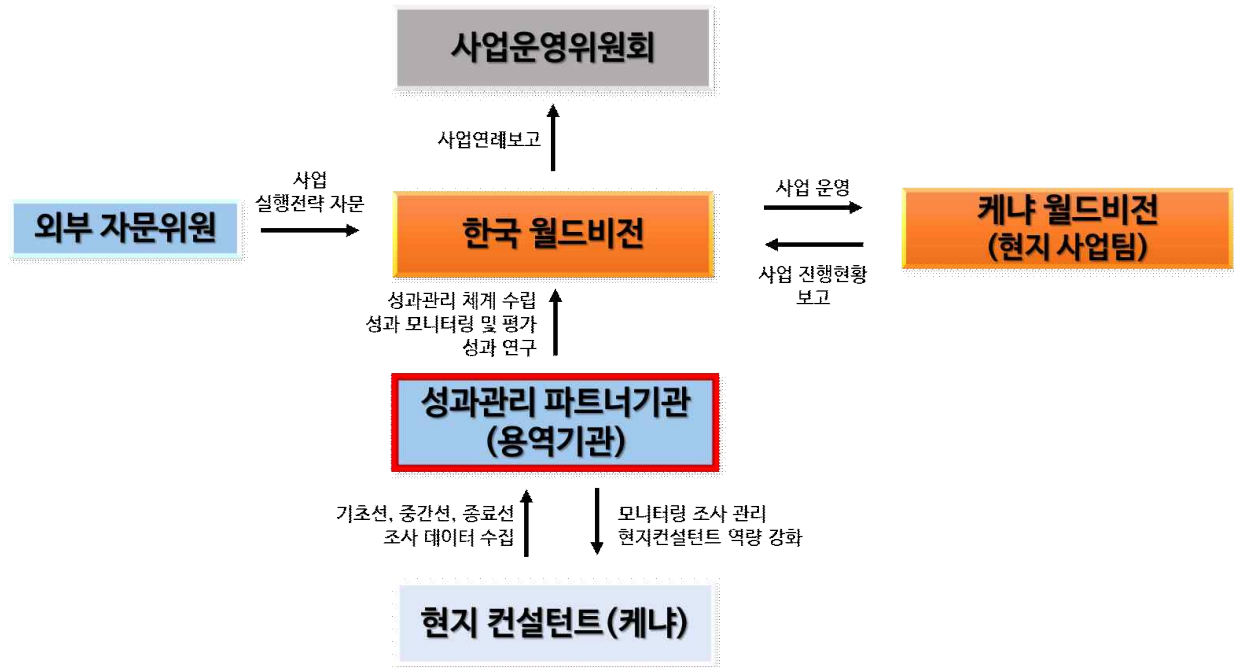 사업운영위원회
사업연례보고
사업
실행전략 자문
사업 운영
외부 자문위원
한국 월드비전
케냐 월드비전
(현지 사업팀)
사업 진행현황
보고
성과관리 체계 수립
성과 모니터링 및 평가
성과 연구
성과관리 파트너기관
(용역기관)
기초선, 중간선, 종료선
조사 데이터 수집
모니터링 조사 관리
현지컨설턴트 역량 강화
현지 컨설턴트(케냐)